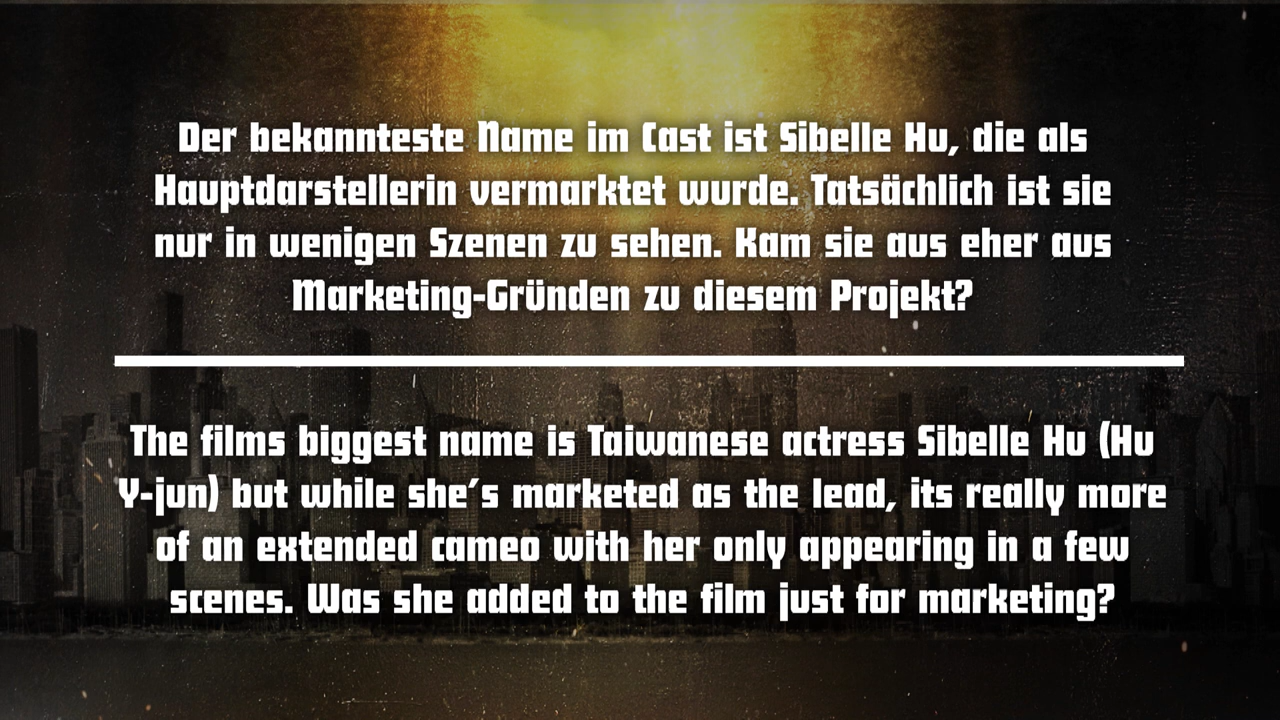 Der bekannteste Name im Cast ist Sibelle Hu, die als
Hauptdarstellerin vermarktet wurde. Tatsächlich ist sie
nur in wenigen Szenen zu sehen. Kam sie aus eher aus
Marketing-Gründen zu diesem Projekt?
The films biggest name is Taiwanese actress Sibelle Hu (Hu
Y-jun) but while she's marketed as the lead, its really more
of an extended cameo with her only appearing in a few
scenes. Was she added to the film just for marketing?